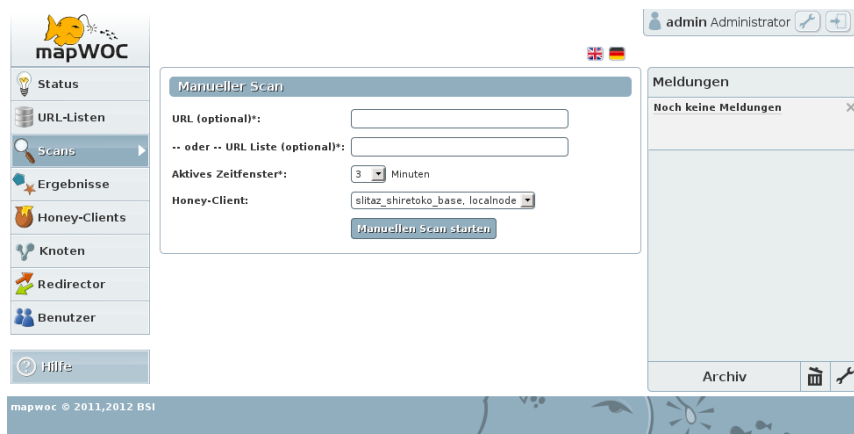 mapWOC
admin Administrator
Status
URL-Listen
Scans
Ergebnisse
Honey-Clients
Knoten
Redirector
Benutzer
Hilfe
Manueller Scan
URL (optional)*:
-- oder -- URL Liste (optional)*:
Aktives Zeitfenster*: 3 Minuten
Honey-Client: slitaz_shiretoko_base, localnode
Manuellen Scan starten
Meldungen
Noch keine Meldungen
Archiv
mapwoc © 2011,2012 BSI